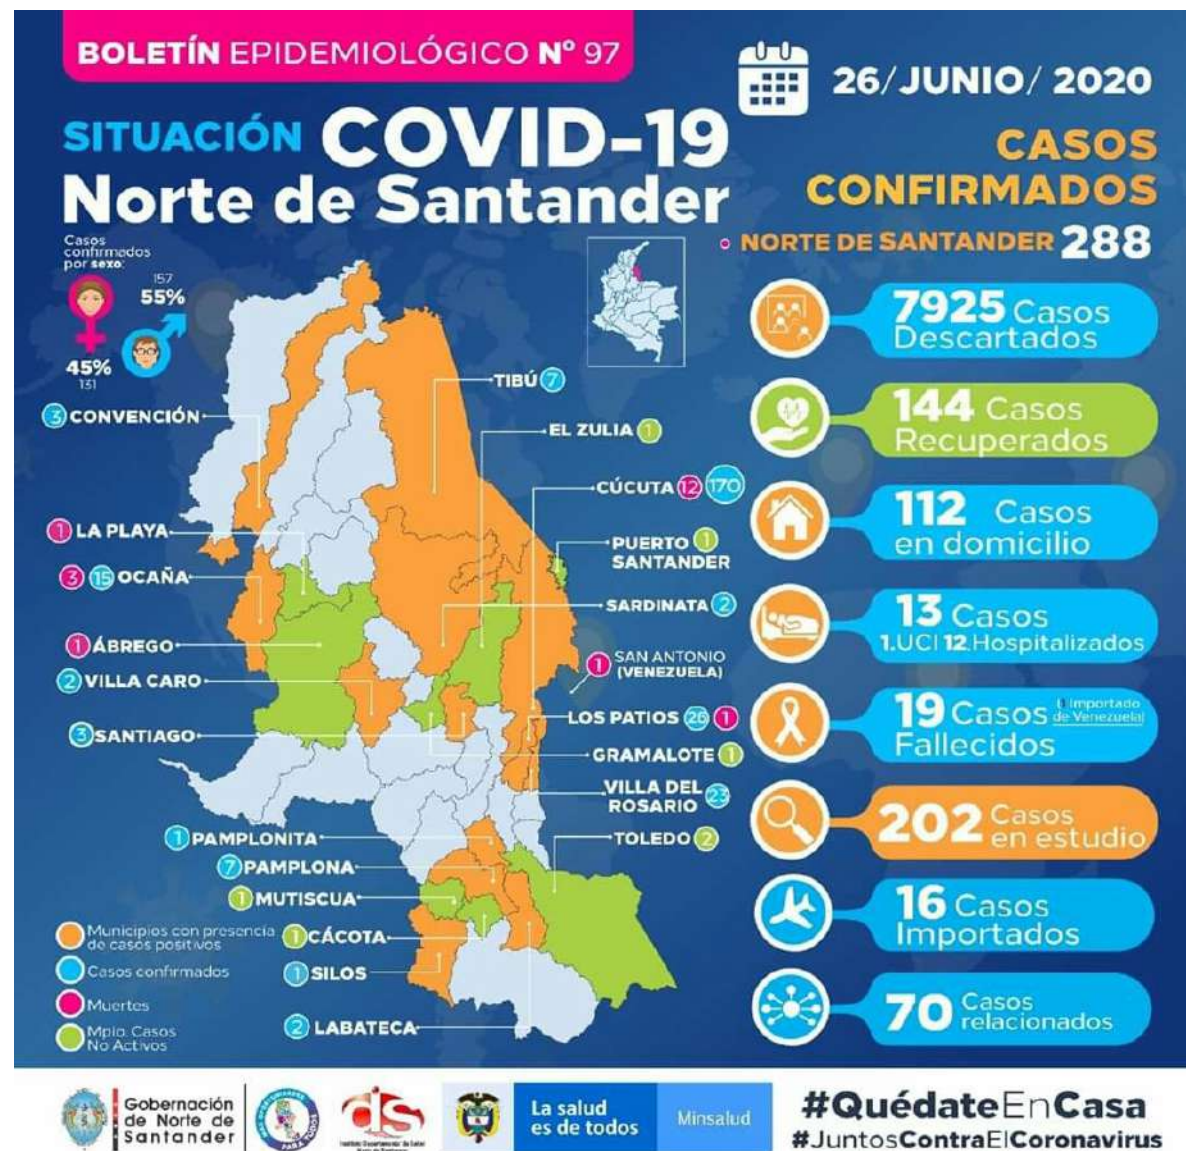 BOLETÍN EPIDEMIOLÓGICO Nº 97
26/JUNIO/ 2020
SITUACIÓN COVID-19
Norte de Santander
CASOS
CONFIRMADOS
NORTE DE SANTANDER 288
Casos
confirmados
por sexo:
157
55%
45%
131
7925 Casos
Descartados
144 Casos
Recuperados
112 Casos
en domicilio
13 Casos
1.UCI 12.Hospitalizados
19 Casos
Importado
de Venezuela
Fallecidos
202 Casos
en estudio
16 Casos
Importados
70 Casos
relacionados
TIBÚ 7
3 CONVENCIÓN
EL ZULIA 1
CÚCUTA 12 170
1 LA PLAYA
PUERTO 1
SANTANDER
3 15 OCAÑA
SARDINATA 2
1 ÁBREGO
1 SAN ANTONIO
(VENEZUELA)
2 VILLA CARO
LOS PATIOS 26 1
3 SANTIAGO
GRAMALOTE 1
VILLA DEL
ROSARIO 23
1 PAMPLONITA
TOLEDO 2
7 PAMPLONA
1 MUTISCUA
1 CÁCOTA
1 SILOS
2 LABATECA
Municipios con presencia
de casos positivos
Casos confirmados
Muertes
Mpio. Casos
No Activos
Gobernación
de Norte de
Santander
PARA TODOS
ds
La salud
es de todos
Minsalud
#QuédateEnCasa
#JuntosContraElCoronavirus